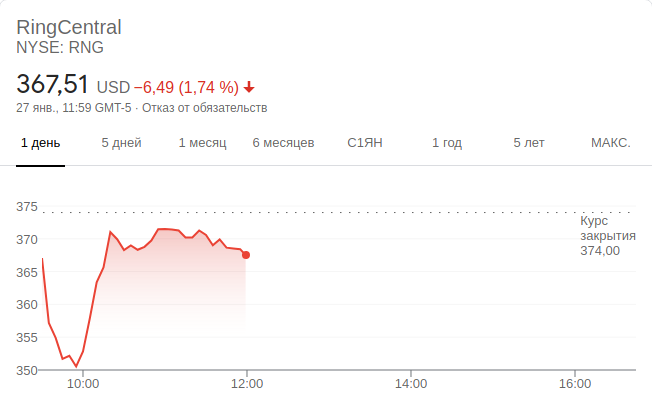 RingCentral
NYSE: RNG
367,51 USD −6,49 (1,74 %)
27 янв., 11:59 GMT-5 · Отказ от обязательств
1 день 5 дней 1 месяц 6 месяцев С1ЯН 1 год 5 лет МАКС.
375
Курс
закрытия
374,00
370
365
360
355
350
10:00 12:00 14:00 16:00